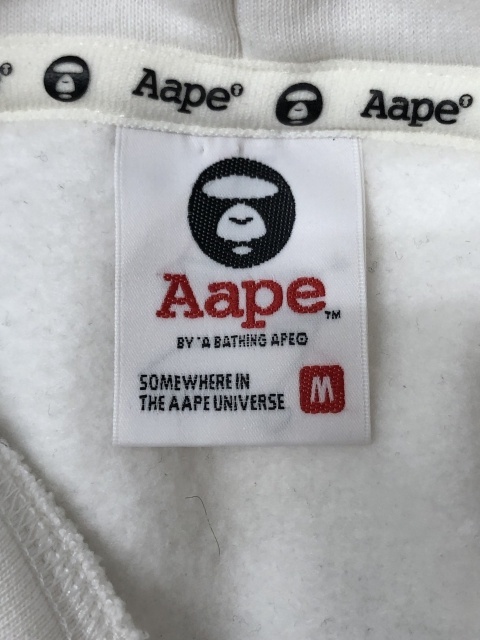 Aape
Aape
Aape™
BY *A BATHING APE®
SOMEWHERE IN
THE AAPE UNIVERSE
M